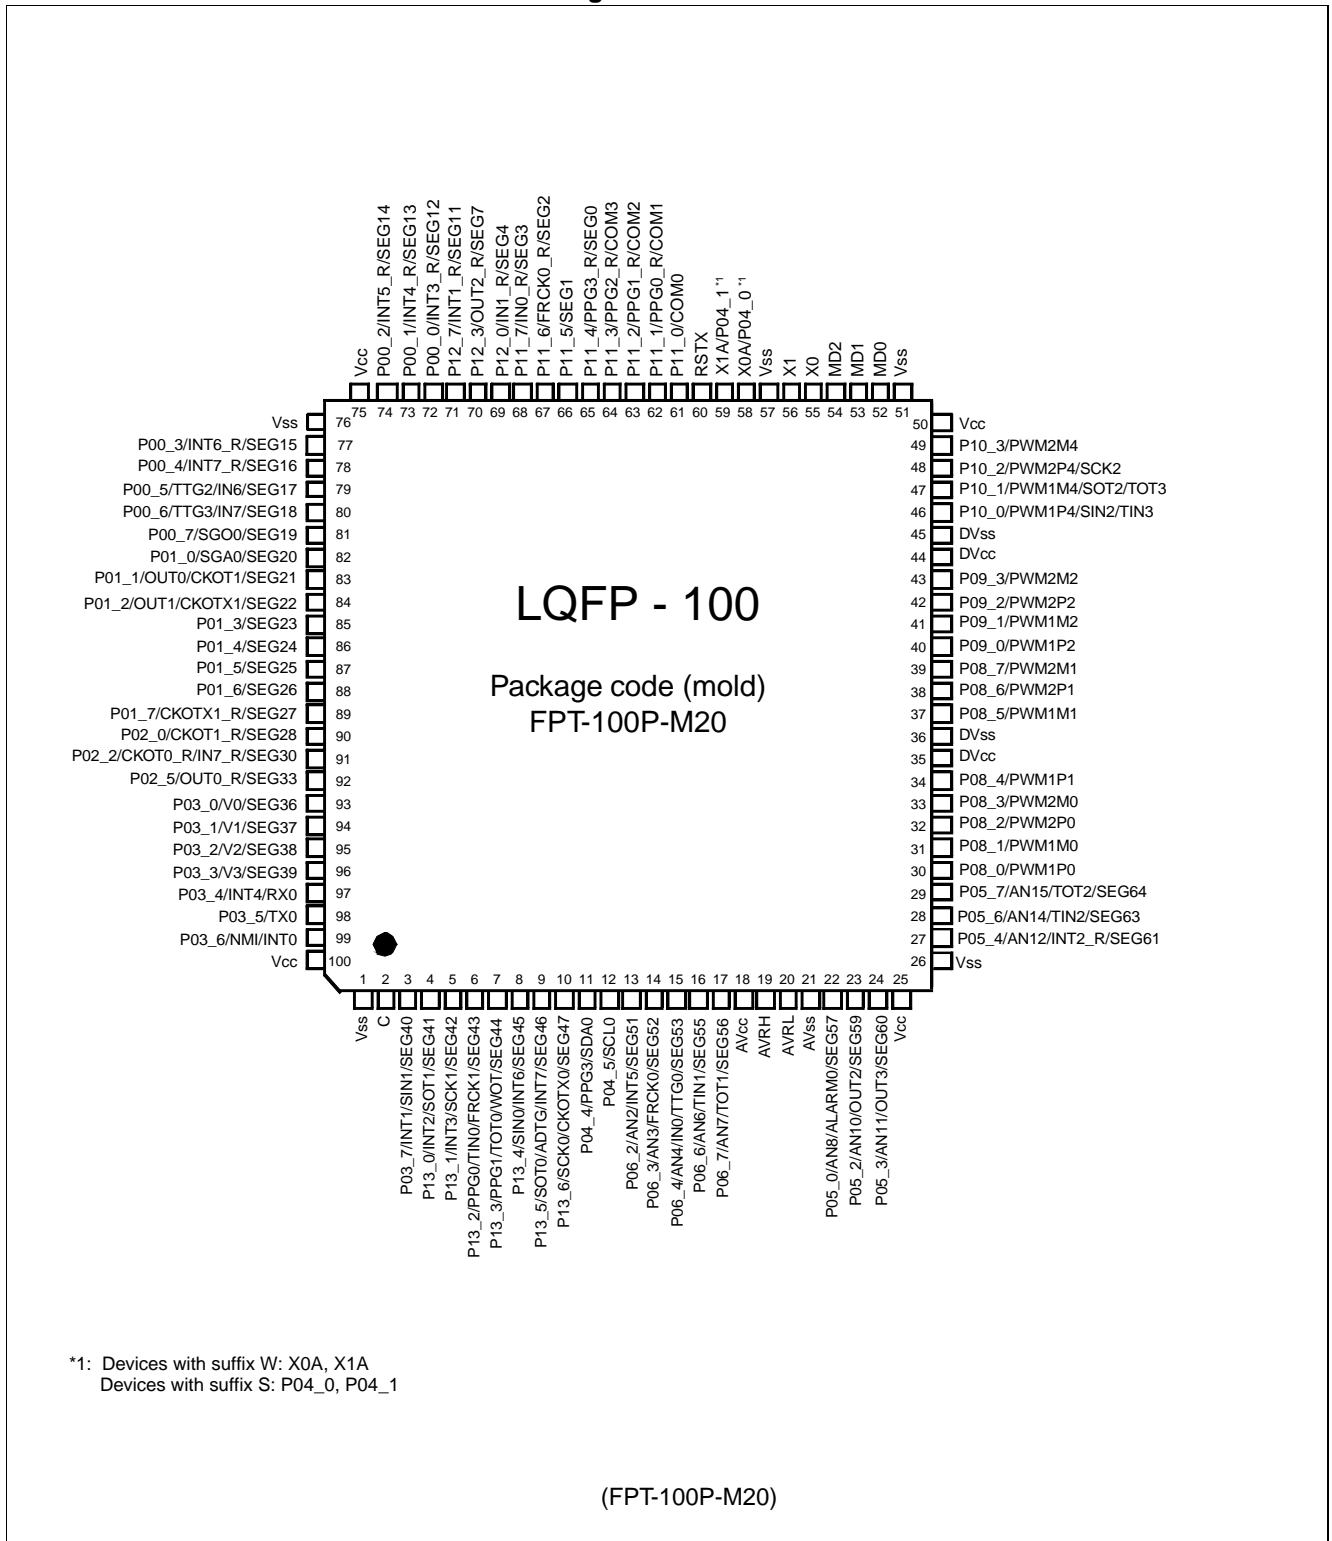 P00_2/INT5_R/SEG14
P00_1/INT4_R/SEG13
P00_0/INT3_R/SEG12
P12_7/INT1_R/SEG11
P12_3/OUT2_R/SEG7
P12_0/IN1_R/SEG4
P11_7/IN0_R/SEG3
P11_6/FRCK0_R/SEG2
P11_5/SEG1
P11_4/PPG3_R/SEG0
P11_3/PPG2_R/COM3
P11_2/PPG1_R/COM2
P11_1/PPG0_R/COM1
P11_0/COM0
RSTX
X1A/P04_1*1
X0A/P04_0*1
Vss
X1
X0
MD2
MD1
MD0
Vss
Vcc
75 74 73 72 71 70 69 68 67 66 65 64 63 62 61 60 59 58 57 56 55 54 53 52 51
Vss 76
P00_3/INT6_R/SEG15 77
P00_4/INT7_R/SEG16 78
P00_5/TTG2/IN6/SEG17 79
P00_6/TTG3/IN7/SEG18 80
P00_7/SGO0/SEG19 81
P01_0/SGA0/SEG20 82
P01_1/OUT0/CKOT1/SEG21 83
P01_2/OUT1/CKOTX1/SEG22 84
P01_3/SEG23 85
P01_4/SEG24 86
P01_5/SEG25 87
P01_6/SEG26 88
P01_7/CKOTX1_R/SEG27 89
P02_0/CKOT1_R/SEG28 90
P02_2/CKOT0_R/IN7_R/SEG30 91
P02_5/OUT0_R/SEG33 92
P03_0/V0/SEG36 93
P03_1/V1/SEG37 94
P03_2/V2/SEG38 95
P03_3/V3/SEG39 96
P03_4/INT4/RX0 97
P03_5/TX0 98
P03_6/NMI/INT0 99
Vcc 100
LQFP - 100
Package code (mold)
FPT-100P-M20
50 Vcc
49 P10_3/PWM2M4
48 P10_2/PWM2P4/SCK2
47 P10_1/PWM1M4/SOT2/TOT3
46 P10_0/PWM1P4/SIN2/TIN3
45 DVss
44 DVcc
43 P09_3/PWM2M2
42 P09_2/PWM2P2
41 P09_1/PWM1M2
40 P09_0/PWM1P2
39 P08_7/PWM2M1
38 P08_6/PWM2P1
37 P08_5/PWM1M1
36 DVss
35 DVcc
34 P08_4/PWM1P1
33 P08_3/PWM2M0
32 P08_2/PWM2P0
31 P08_1/PWM1M0
30 P08_0/PWM1P0
29 P05_7/AN15/TOT2/SEG64
28 P05_6/AN14/TIN2/SEG63
27 P05_4/AN12/INT2_R/SEG61
26 Vss
1 2 3 4 5 6 7 8 9 10 11 12 13 14 15 16 17 18 19 20 21 22 23 24 25
Vss
C
P03_7/INT1/SIN1/SEG40
P13_0/INT2/SOT1/SEG41
P13_1/INT3/SCK1/SEG42
P13_2/PPG0/TIN0/FRCK1/SEG43
P13_3/PPG1/TOT0/WOT/SEG44
P13_4/SIN0/INT6/SEG45
P13_5/SOT0/ADTG/INT7/SEG46
P13_6/SCK0/CKOTX0/SEG47
P04_4/PPG3/SDA0
P04_5/SCL0
P06_2/AN2/INT5/SEG51
P06_3/AN3/FRCK0/SEG52
P06_4/AN4/IN0/TTG0/SEG53
P06_6/AN6/TIN1/SEG55
P06_7/AN7/TOT1/SEG56
AVcc
AVRH
AVRL
AVss
P05_0/AN8/ALARM0/SEG57
P05_2/AN10/OUT2/SEG59
P05_3/AN11/OUT3/SEG60
Vcc
*1: Devices with suffix W: X0A, X1A
Devices with suffix S: P04_0, P04_1
(FPT-100P-M20)